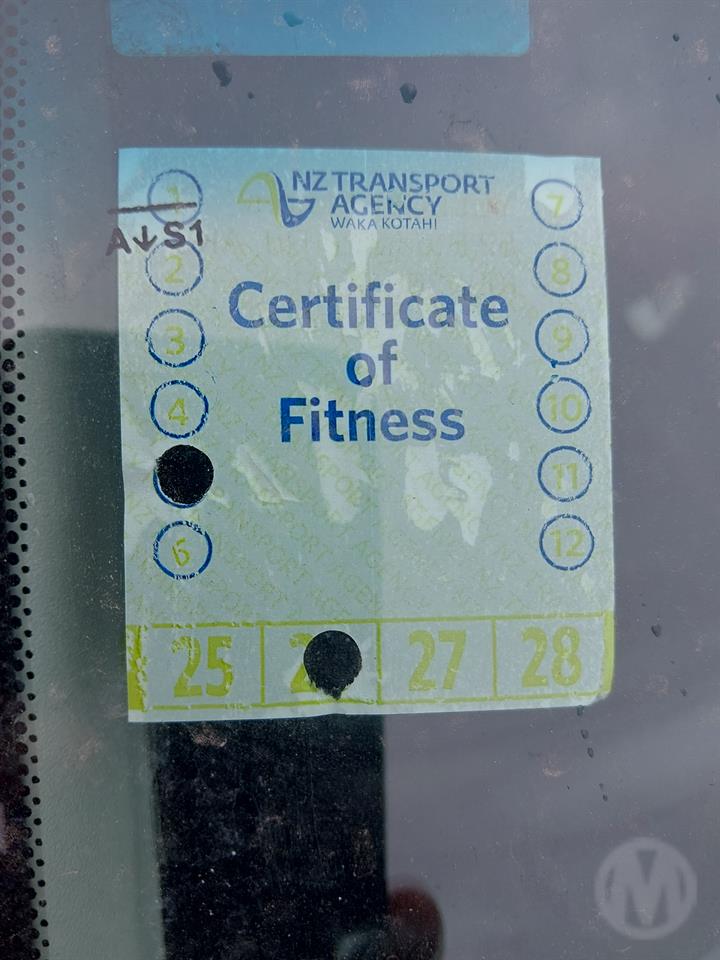 NZ TRANSPORT
AGENCY
WAKA KOTAHI
A↓S1
Certificate
of
Fitness
1
2
3
4
6
7
8
9
10
11
12
25
27
28
M